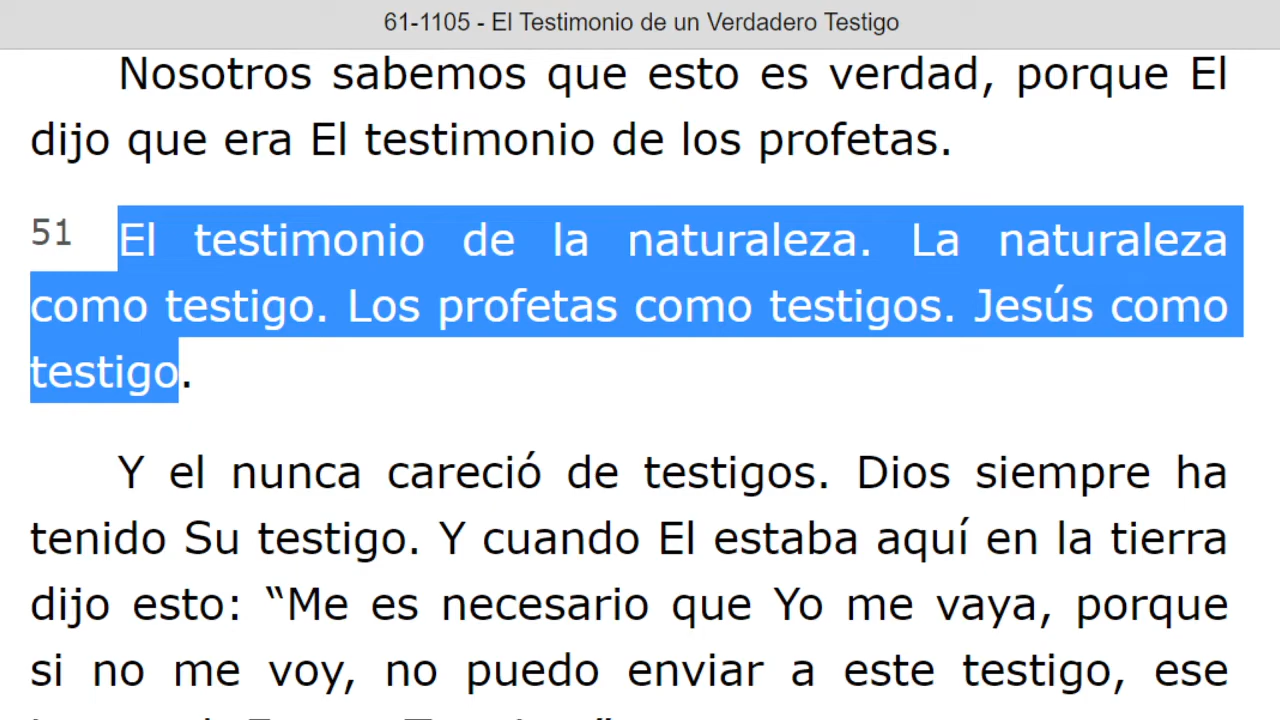 61-1105 - El Testimonio de un Verdadero Testigo
Nosotros sabemos que esto es verdad, porque El
dijo que era El testimonio de los profetas.
51 El testimonio de la naturaleza. La naturaleza
como testigo. Los profetas como testigos. Jesús como
testigo.
Y el nunca careció de testigos. Dios siempre ha
tenido Su testigo. Y cuando El estaba aquí en la tierra
dijo esto: “Me es necesario que Yo me vaya, porque
si no me voy, no puedo enviar a este testigo, ese